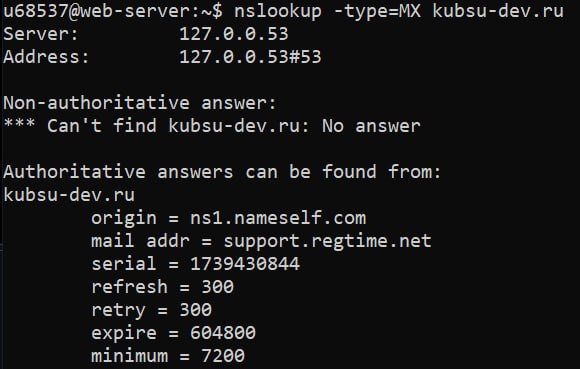 u68537@web-server:~$ nslookup -type=MX kubsu-dev.ru
Server:         127.0.0.53
Address:        127.0.0.53#53

Non-authoritative answer:
*** Can't find kubsu-dev.ru: No answer

Authoritative answers can be found from:
kubsu-dev.ru
        origin = ns1.nameself.com
        mail addr = support.regtime.net
        serial = 1739430844
        refresh = 300
        retry = 300
        expire = 604800
        minimum = 7200